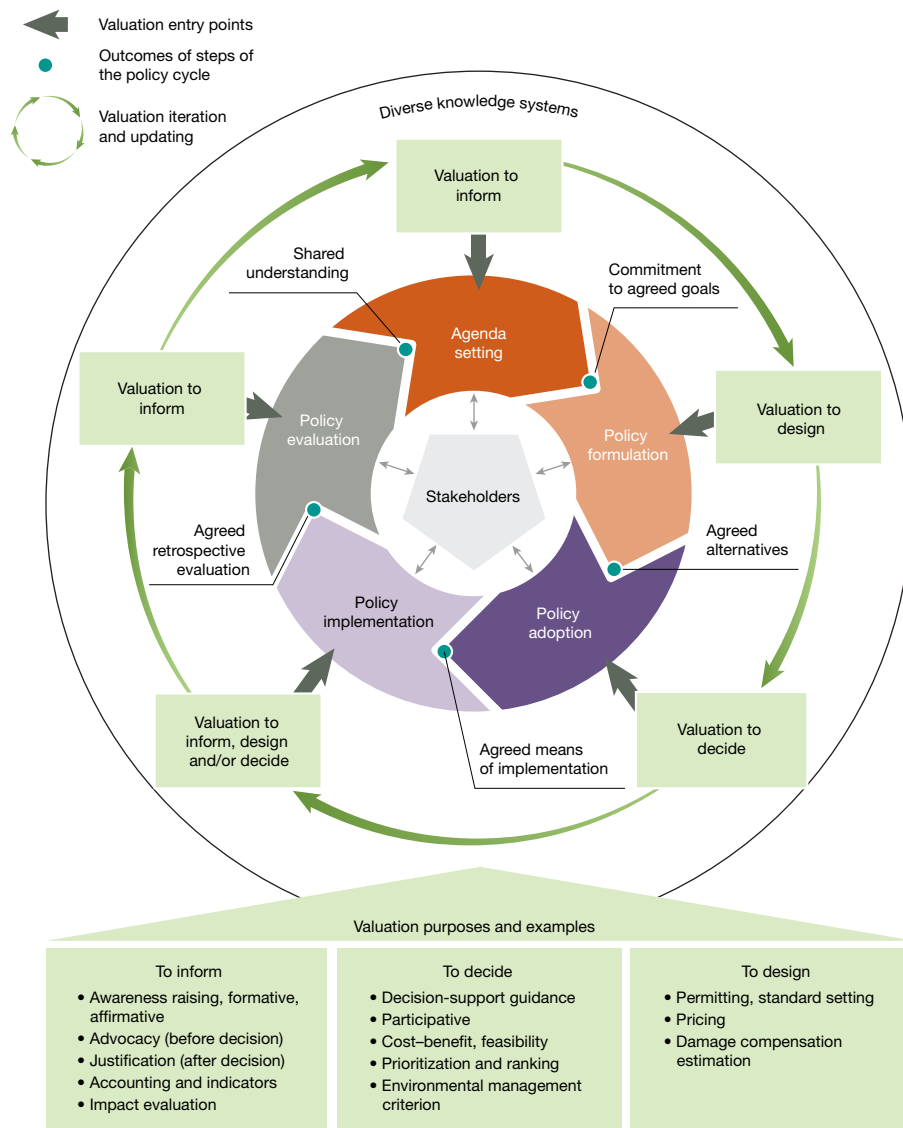 Valuation entry points
Outcomes of steps of
the policy cycle
Valuation iteration
and updating
Diverse knowledge systems
Valuation to
inform
Shared
understanding
Commitment
to agreed goals
Agenda
setting
Valuation to
inform
Valuation to
design
Policy
evaluation
Policy
formulation
Stakeholders
Agreed
retrospective
evaluation
Agreed
alternatives
Policy
implementation
Policy
adoption
Valuation to
inform, design
and/or decide
Agreed means
of implementation
Valuation to
decide
Valuation purposes and examples
To inform
• Awareness raising, formative,
affirmative
• Advocacy (before decision)
• Justification (after decision)
• Accounting and indicators
• Impact evaluation
To decide
• Decision-support guidance
• Participative
• Cost–benefit, feasibility
• Prioritization and ranking
• Environmental management
criterion
To design
• Permitting, standard setting
• Pricing
• Damage compensation
estimation